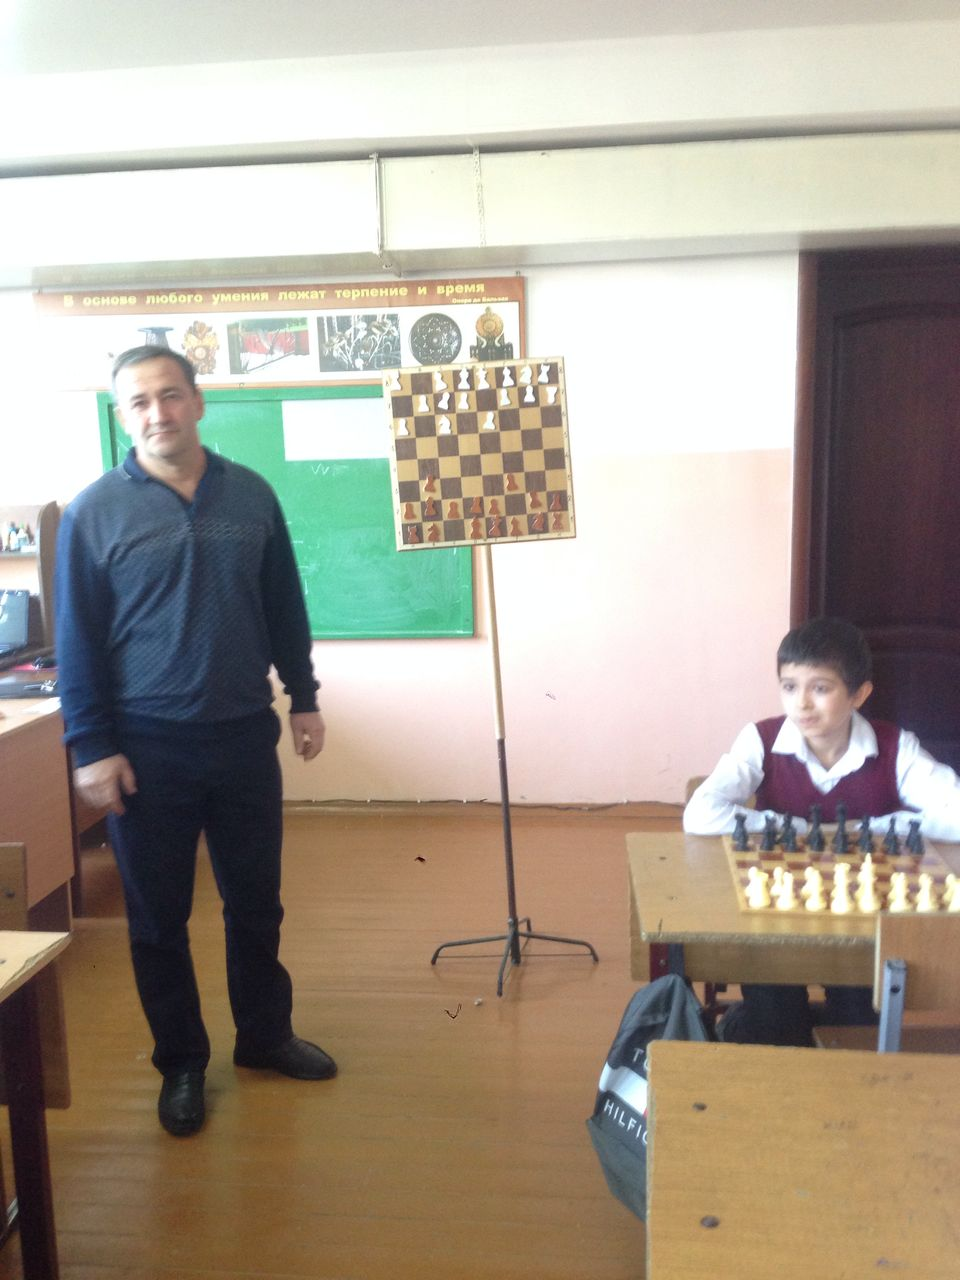 В основе любого умения лежат терпение и время
Оноре де Бальзак
HILFIG